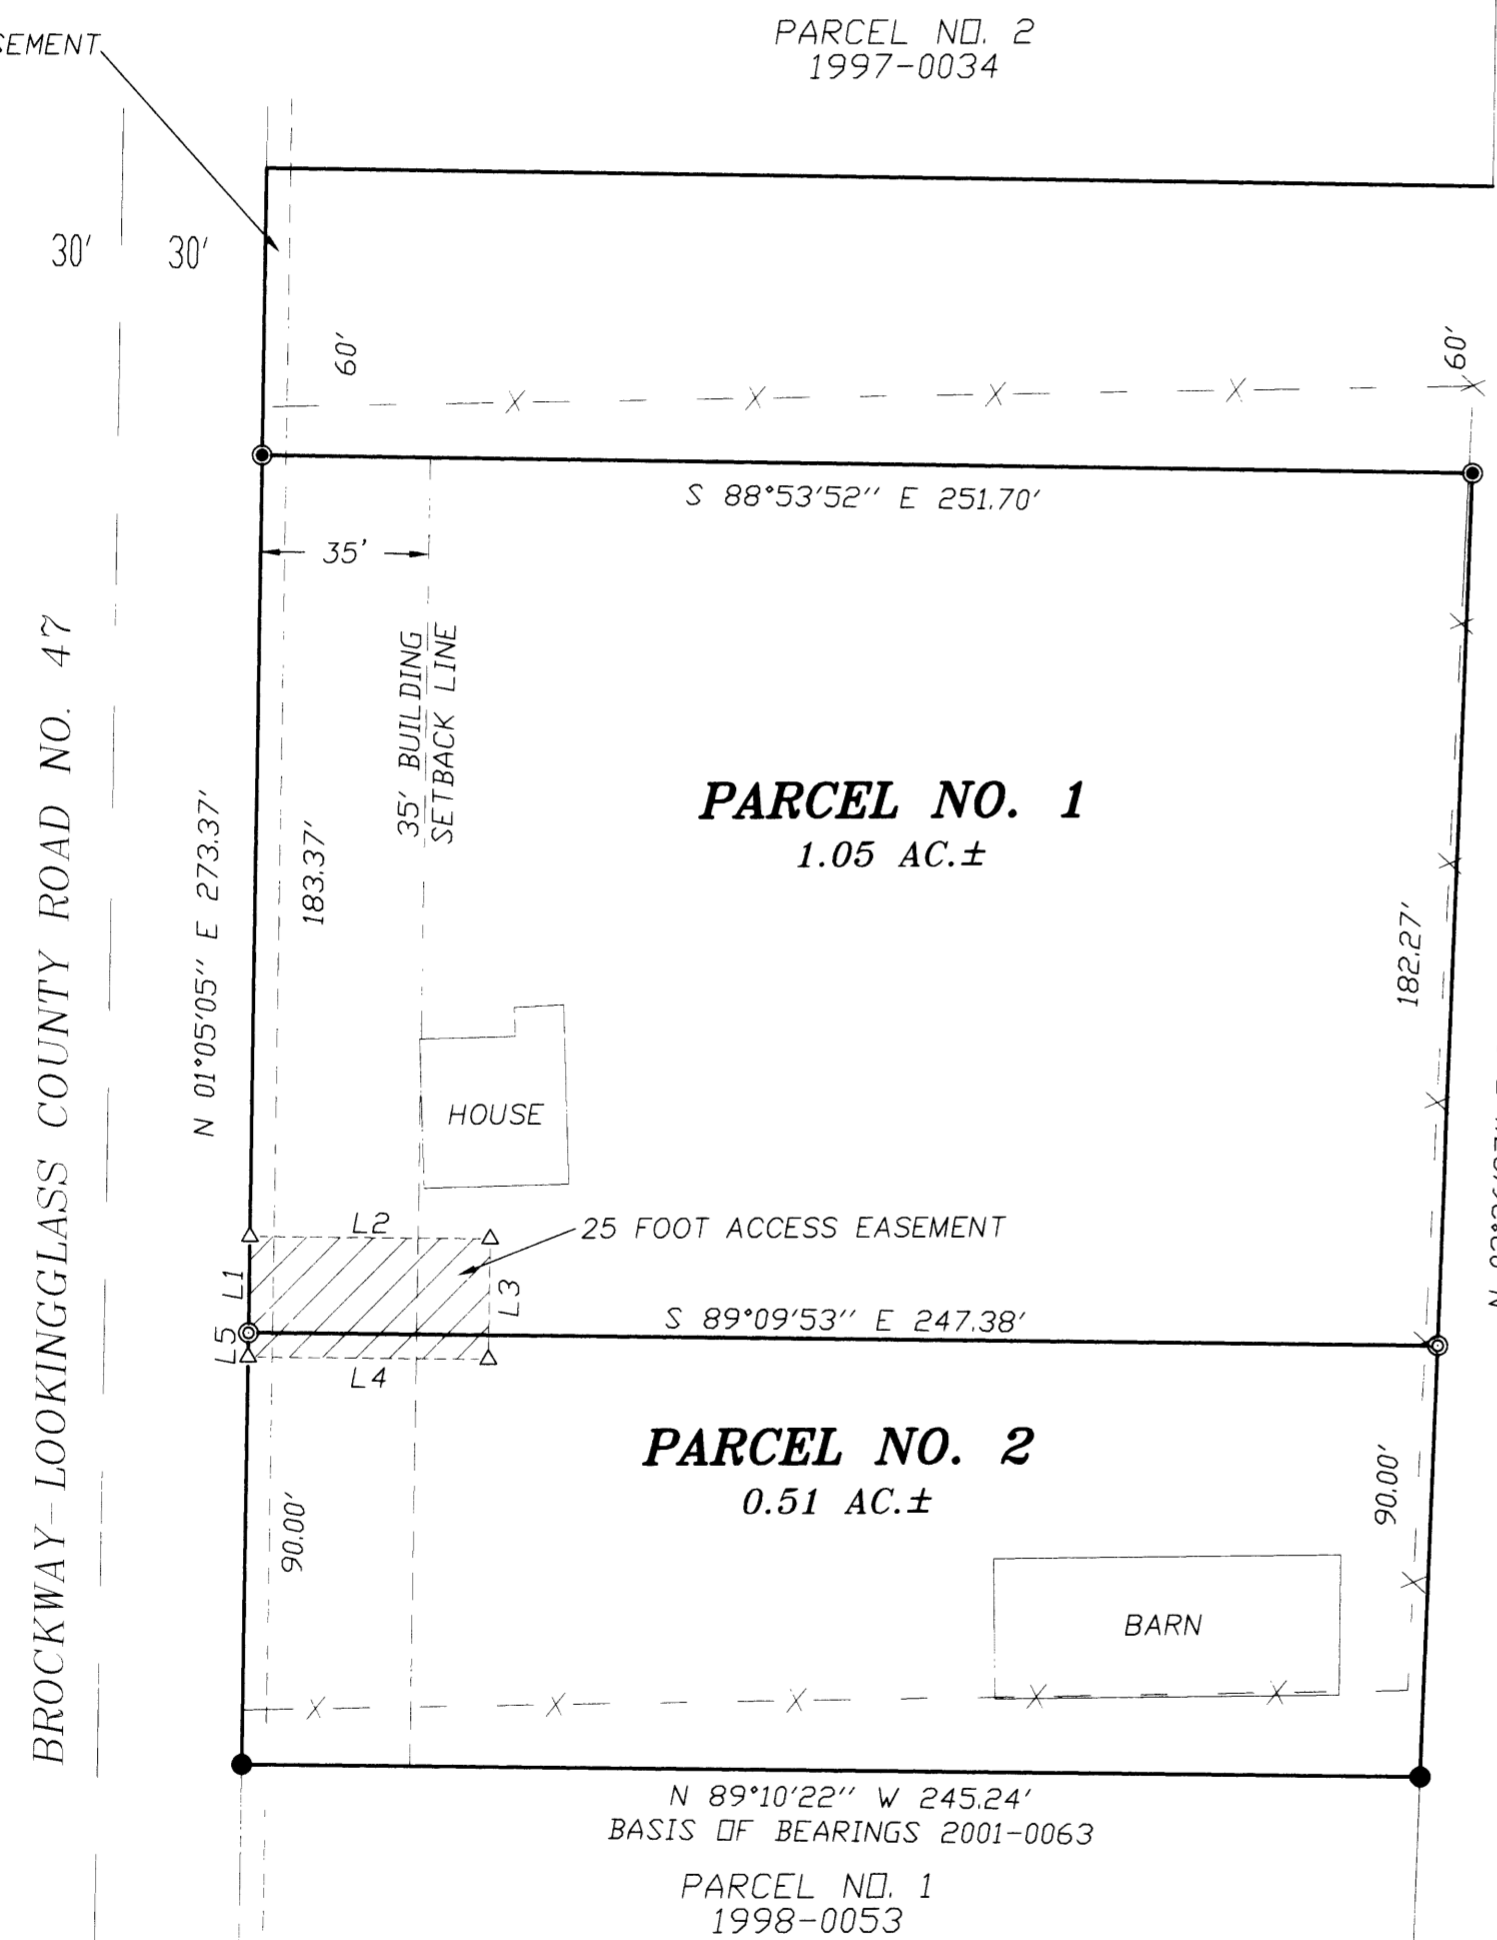 PARCEL NO. 2
1997-0034
SEMENT
30'
30'
60'
60'
S 88°53'52" E 251.70'
35'
35' BUILDING
SETBACK LINE
BROCKWAY-LOOKINGGLASS COUNTY ROAD NO. 47
N 01°05'05" E 273.37'
183.37'
PARCEL NO. 1
1.05 AC.±
182.27'
HOUSE
L2
25 FOOT ACCESS EASEMENT
L1
L3
S 89°09'53" E 247.38'
L5
L4
PARCEL NO. 2
0.51 AC.±
90.00'
90.00'
BARN
N 89°10'22" W 245.24'
BASIS OF BEARINGS 2001-0063
PARCEL NO. 1
1998-0053